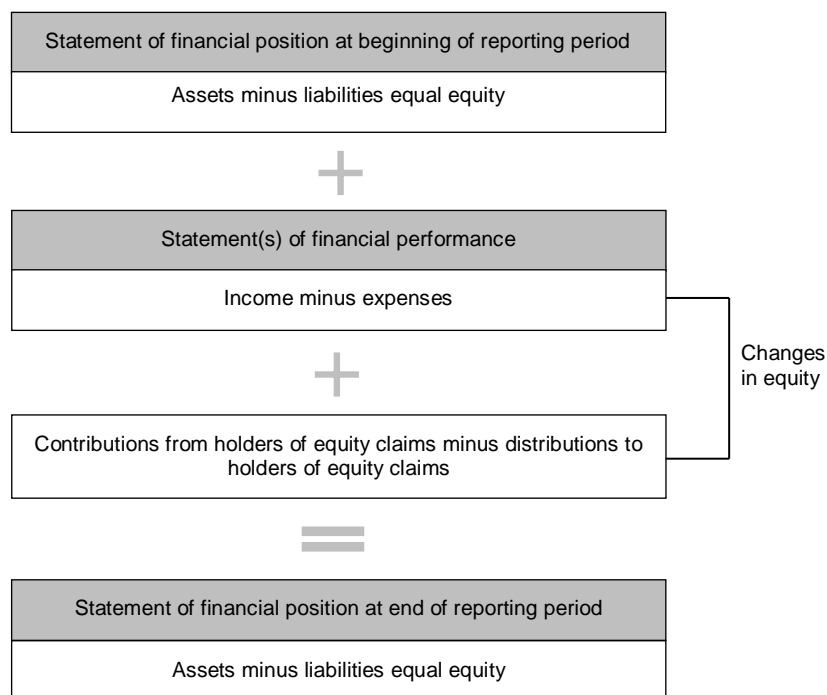 Statement of financial position at beginning of reporting period
Assets minus liabilities equal equity
+
Statement(s) of financial performance
Income minus expenses
+
Changes
in equity
Contributions from holders of equity claims minus distributions to
holders of equity claims
=
Statement of financial position at end of reporting period
Assets minus liabilities equal equity